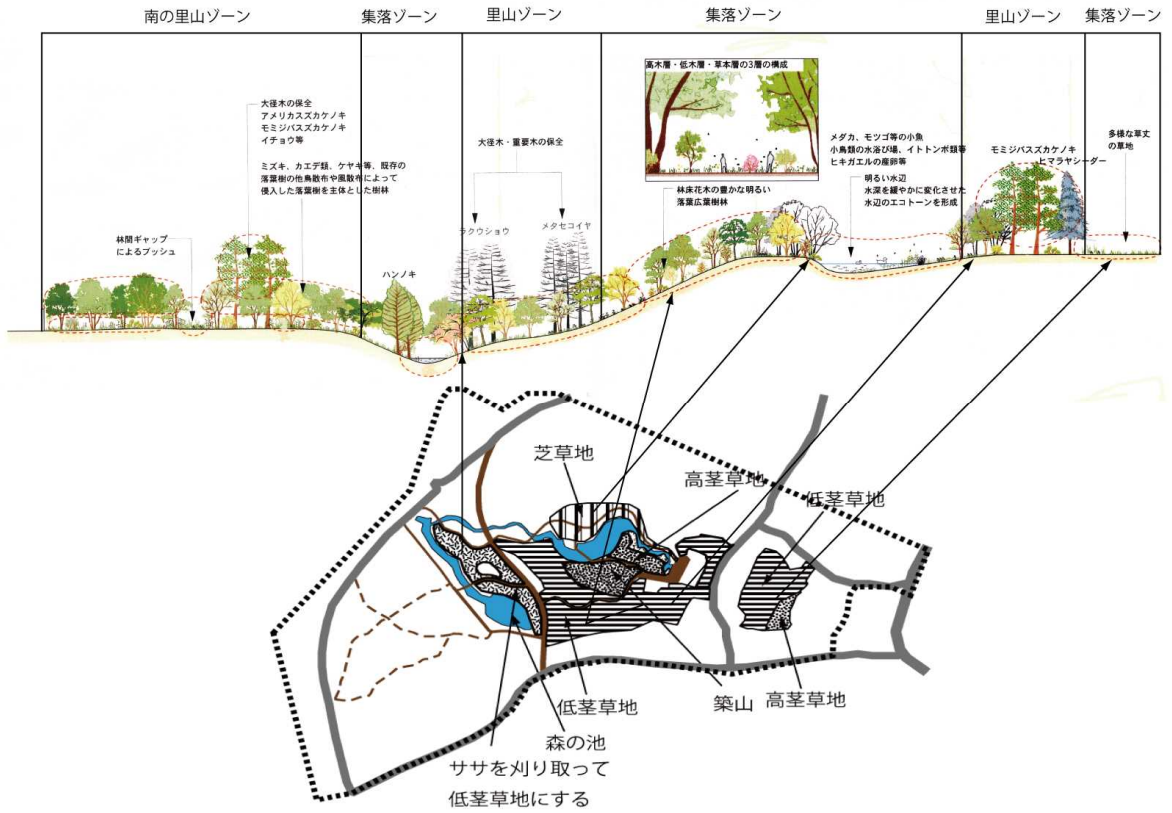 南の里山ゾーン
集落ゾーン
里山ゾーン
集落ゾーン
里山ゾーン
集落ゾーン
高木層・低木層・草本層の3層の構成
大径木の保全
アメリカスズカケノキ
モミジバスズカケノキ
イチョウ等
ミズキ、カエデ類、ケヤキ等、既存の
落葉樹の他鳥散布や風散布によって
侵入した落葉樹を主体とした樹林
林間ギャップ
によるブッシュ
ハンノキ
大径木・重要木の保全
ラクウショウ
メタセコイヤ
林床花木の豊かな明るい
落葉広葉樹林
メダカ、モツゴ等の小魚
小鳥類の水浴び場、イトトンボ類等
ヒキガエルの産卵等
明るい水辺
水深を緩やかに変化させた
水辺のエコトーンを形成
モミジバスズカケノキ
ヒマラヤシーダー
多様な草丈
の草地
芝草地
高茎草地
低茎草地
低茎草地
築山
高茎草地
森の池
ササを刈り取って
低茎草地にする